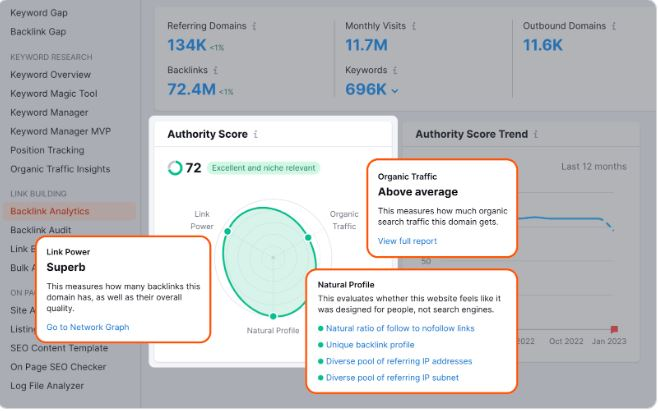 Keyword Gap
Backlink Gap
KEYWORD RESEARCH
Keyword Overview
Keyword Magic Tool
Keyword Manager
Keyword Manager MVP
Position Tracking
Organic Traffic Insights
LINK BUILDING
Backlink Analytics
Backlink Audit
Link B
Bulk A
ON PA
Site A
Listing
SEO Content Template
On Page SEO Checker
Log File Analyzer
Referring Domains i
134K <1%
Monthly Visits i
11.7M
Outbound Domains i
11.6K
Backlinks i
72.4M <1%
Keywords i
696K
Authority Score i
72 Excellent and niche relevant
Link
Power
Organic
Traffic
Natural Profile
Authority Score Trend i
Last 12 months
50
2022
Oct 2022
Jan 2023
Link Power
Superb
This measures how many backlinks this
domain has, as well as their overall
quality.
Go to Network Graph
Organic Traffic
Above average
This measures how much organic
search traffic this domain gets.
View full report
Natural Profile
This evaluates whether this website feels like it
was designed for people, not search engines.
Natural ratio of follow to nofollow links
Unique backlink profile
Diverse pool of referring IP addresses
Diverse pool of referring IP subnet